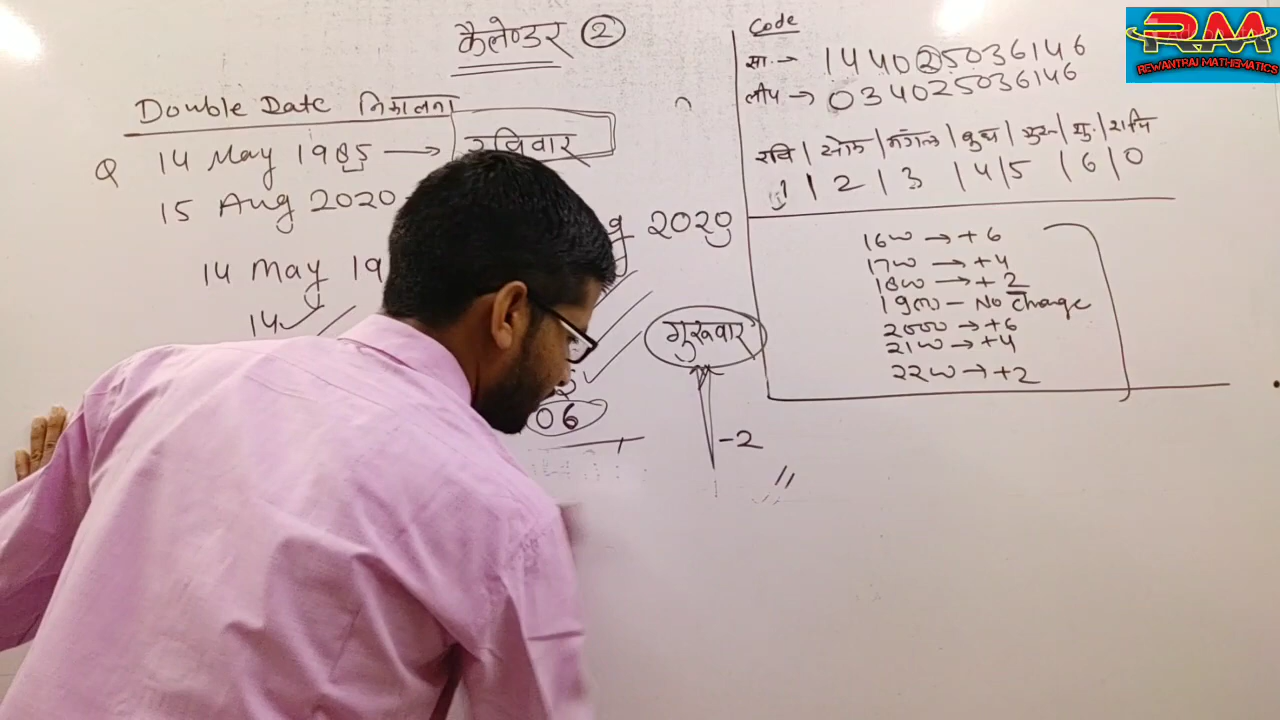 कैलेण्डर ②
Double Date निकालना
Q 14 May 1985 → रविवार
15 Aug 2020
14 May 19
14
g 2020
06
गुरूवार
-2
Code
सा. → 144025036146
लीप → 034025036146
रवि | सोम | मंगल | बुध | गुरू | शु. | शनि
1 | 2 | 3 | 4 | 5 | 6 | 0
1600 → +6
1700 → +4
1800 → +2
1900 - No change
2000 → +6
2100 → +4
2200 → +2
RM
REWANTRAJ MATHEMATICS